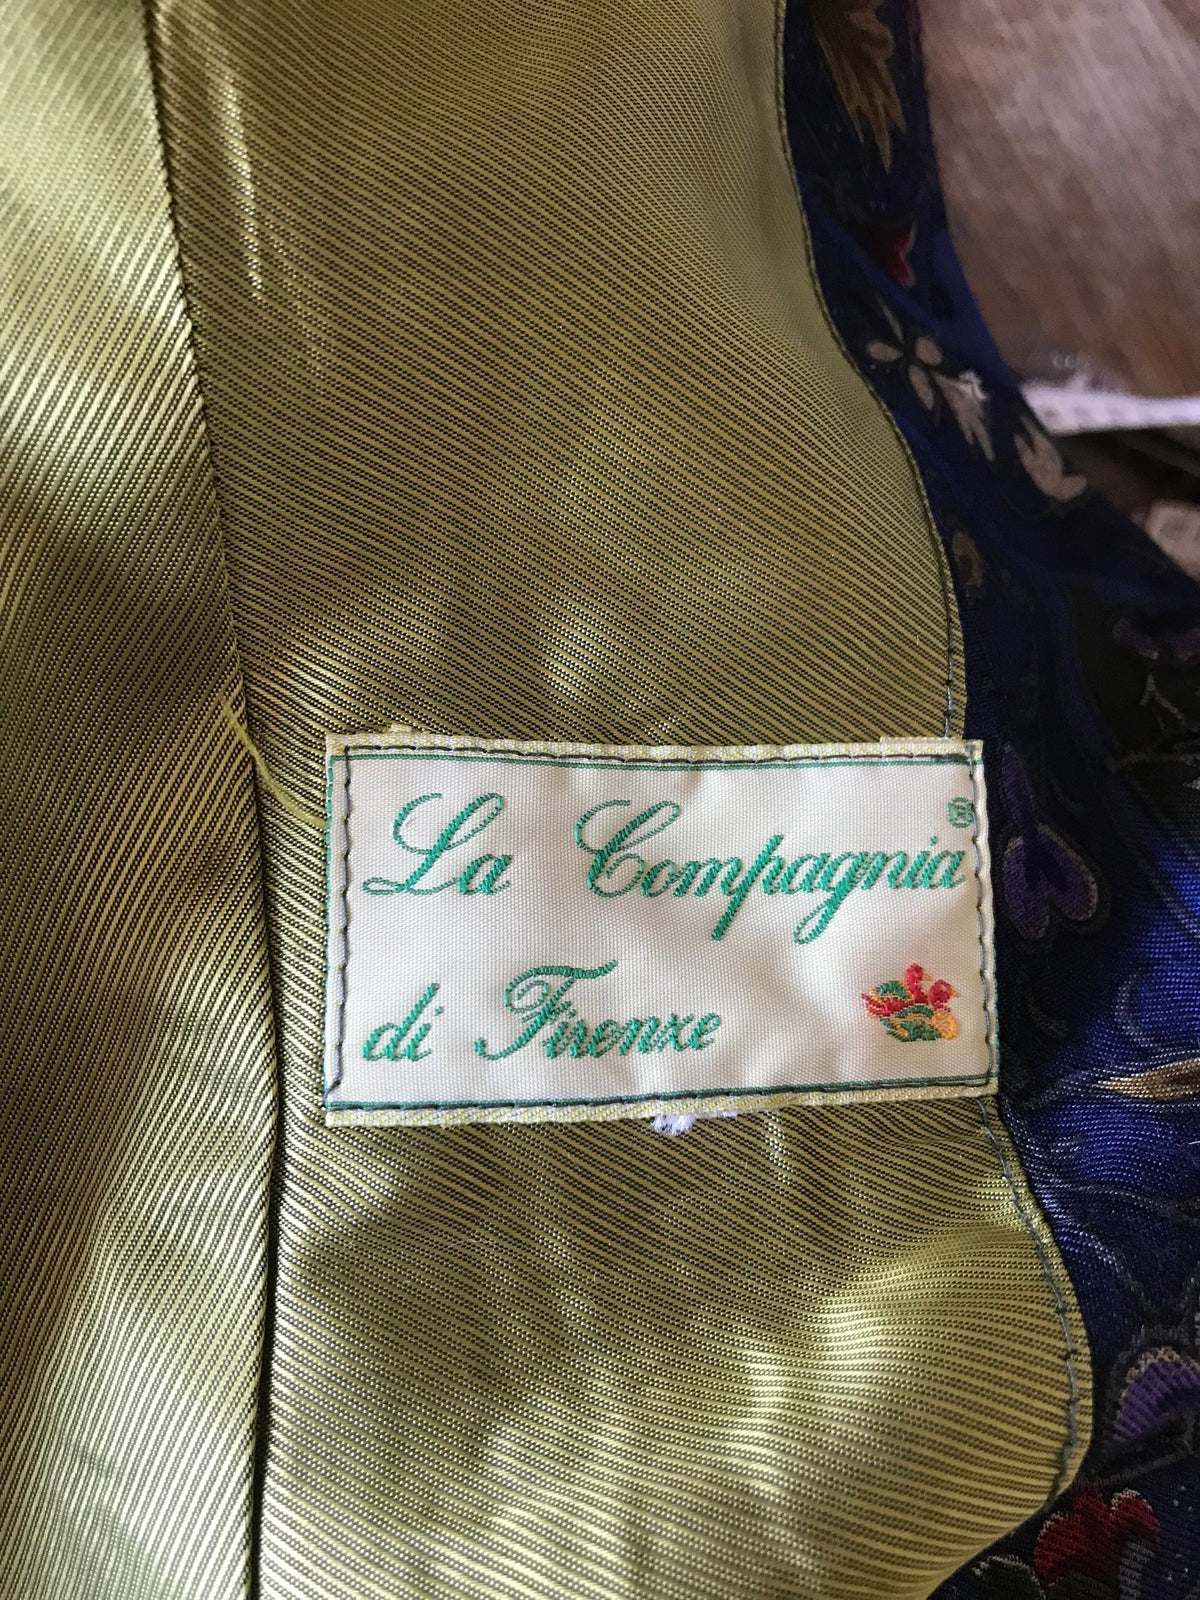 La Compagnia®
di Firenze